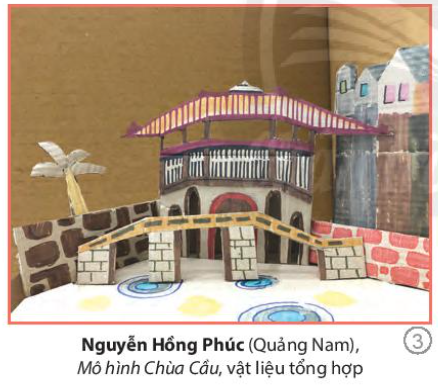 Nguyễn Hồng Phúc (Quảng Nam),
Mô hình Chùa Cầu, vật liệu tổng hợp
3